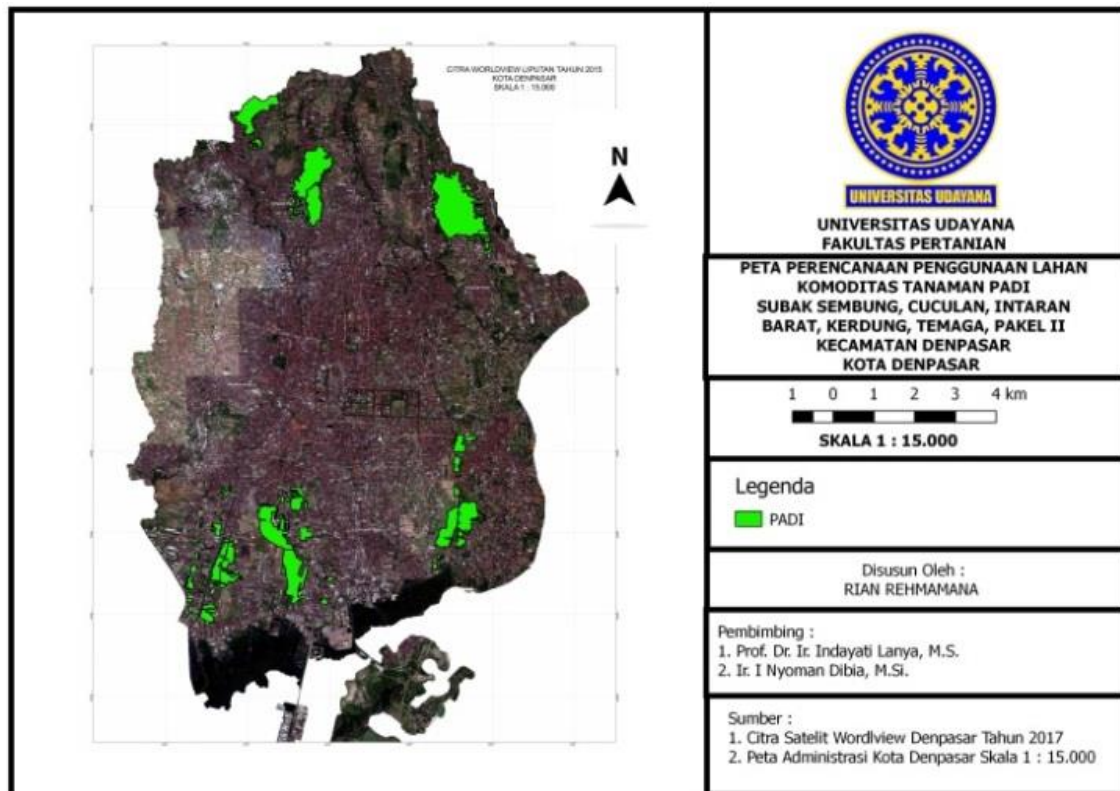 CITRA WORLDVIEW LIPUTAN TAHUN 2015
KOTA DENPASAR
SKALA 1 : 15.000
N
UNIVERSITAS UDAYANA
UNIVERSITAS UDAYANA
FAKULTAS PERTANIAN
PETA PERENCANAAN PENGGUNAAN LAHAN
KOMODITAS TANAMAN PADI
SUBAK SEMBUNG, CUCULAN, INTARAN
BARAT, KERDUNG, TEMAGA, PAKEL II
KECAMATAN DENPASAR
KOTA DENPASAR
1 0 1 2 3 4 km
SKALA 1 : 15.000
Legenda
PADI
Disusun Oleh :
RIAN REHMAMANA
Pembimbing :
1. Prof. Dr. Ir. Indayati Lanya, M.S.
2. Ir. I Nyoman Dibia, M.Si.
Sumber :
1. Citra Satelit Wordlview Denpasar Tahun 2017
2. Peta Administrasi Kota Denpasar Skala 1 : 15.000